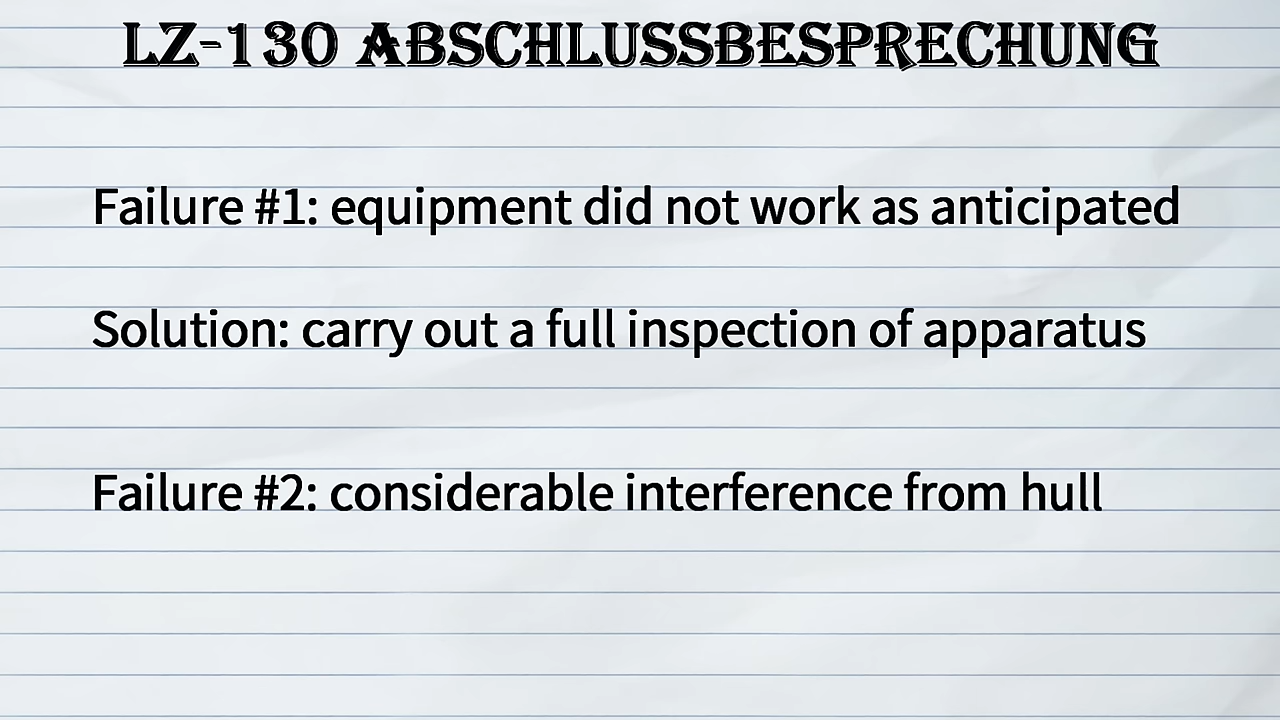 LZ-130 ABSCHLUSSBESPRECHUNG
Failure #1: equipment did not work as anticipated
Solution: carry out a full inspection of apparatus
Failure #2: considerable interference from hull